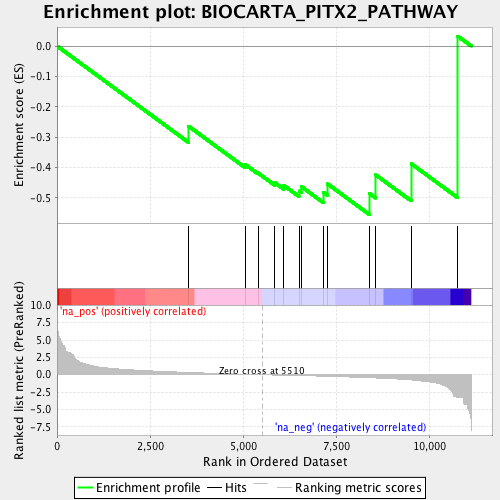 Enrichment plot: BIOCARTA_PITX2_PATHWAY
Enrichment score (ES)
0.0
-0.1
-0.2
-0.3
-0.4
-0.5
'na_pos' (positively correlated)
Ranked list metric (PreRanked)
10.0
7.5
5.0
2.5
0.0
-2.5
-5.0
-7.5
Zero cross at 5510
'na_neg' (negatively correlated)
0
2,500
5,000
7,500
10,000
Rank in Ordered Dataset
Enrichment profile
Hits
Ranking metric scores